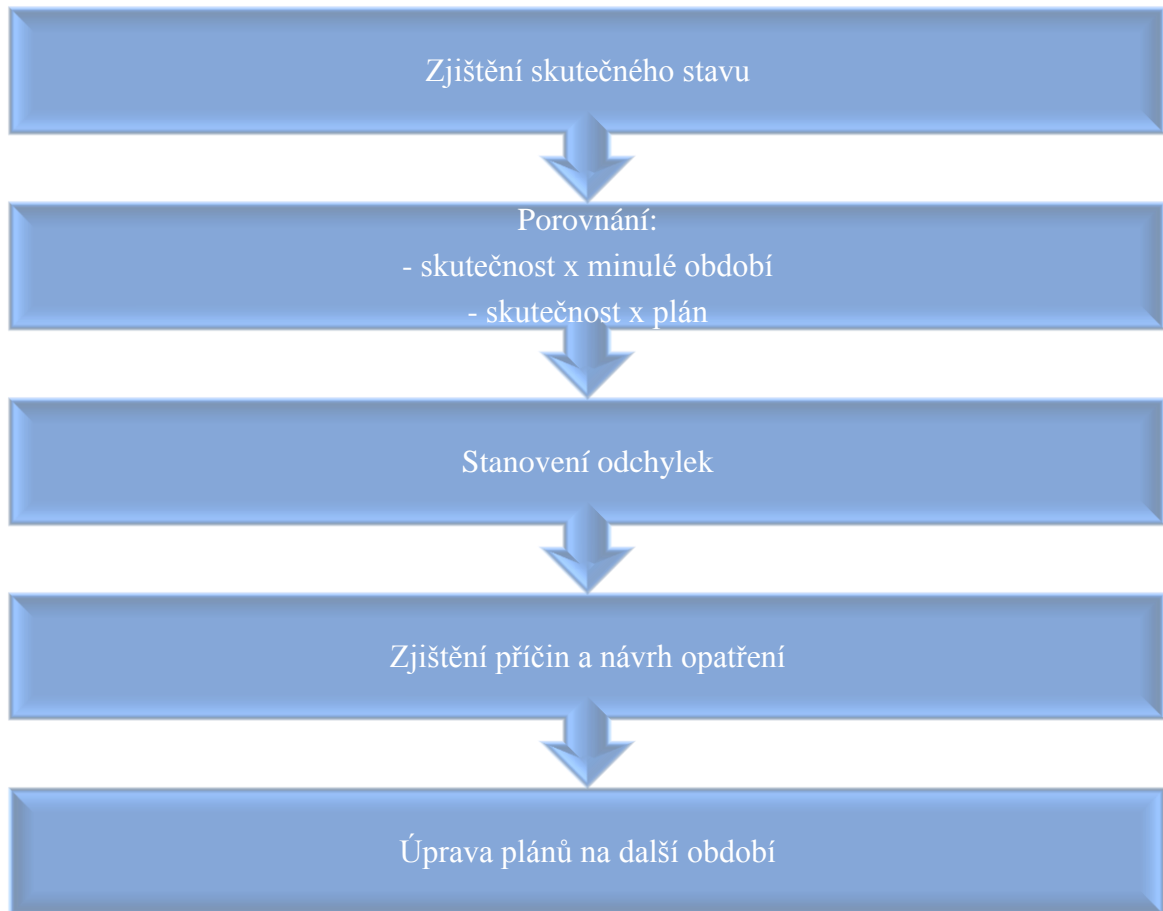 Zjištění skutečného stavu
Porovnání:
- skutečnost x minulé období
- skutečnost x plán
Stanovení odchylek
Zjištění příčin a návrh opatření
Úprava plánů na další období